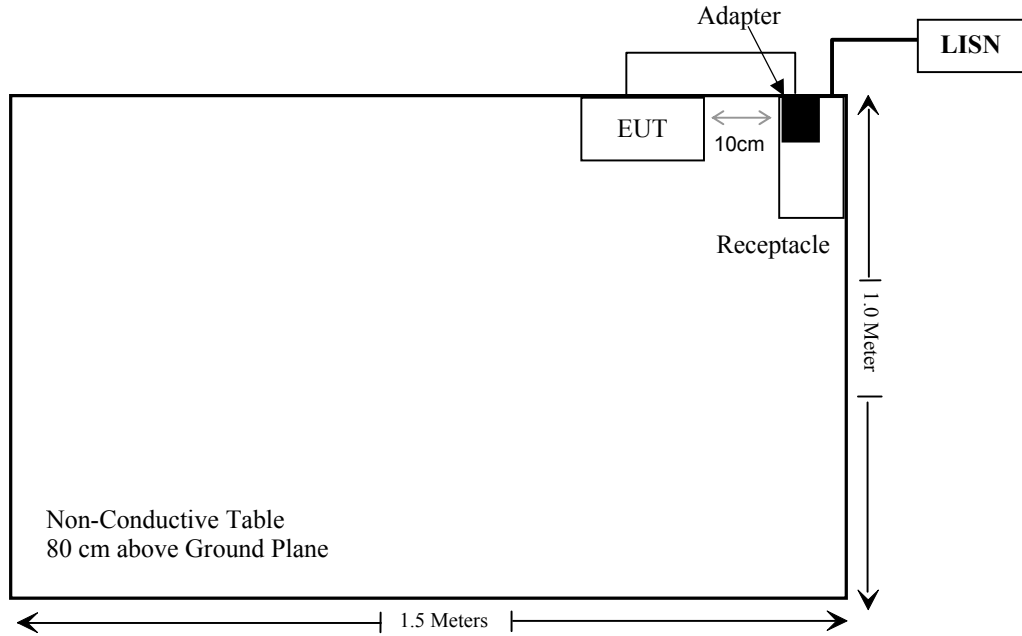 Adapter
LISN
EUT
10cm
Receptacle
1.0 Meter
Non-Conductive Table
80 cm above Ground Plane
1.5 Meters